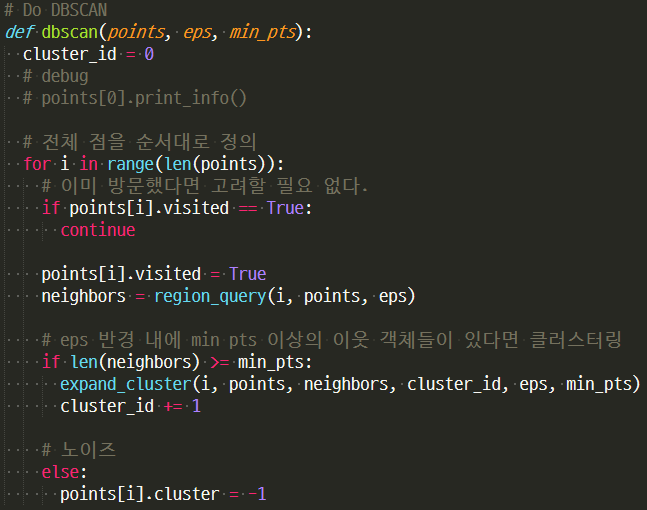 # Do DBSCAN
def dbscan(points, eps, min_pts):
  cluster_id = 0
  # debug
  # points[0].print_info()

  # 전체 점을 순서대로 정의
  for i in range(len(points)):
    # 이미 방문했다면 고려할 필요 없다.
    if points[i].visited == True:
      continue

    points[i].visited = True
    neighbors = region_query(i, points, eps)

    # eps 반경 내에 min pts 이상의 이웃 객체들이 있다면 클러스터링
    if len(neighbors) >= min_pts:
      expand_cluster(i, points, neighbors, cluster_id, eps, min_pts)
      cluster_id += 1

    # 노이즈
    else:
      points[i].cluster = -1